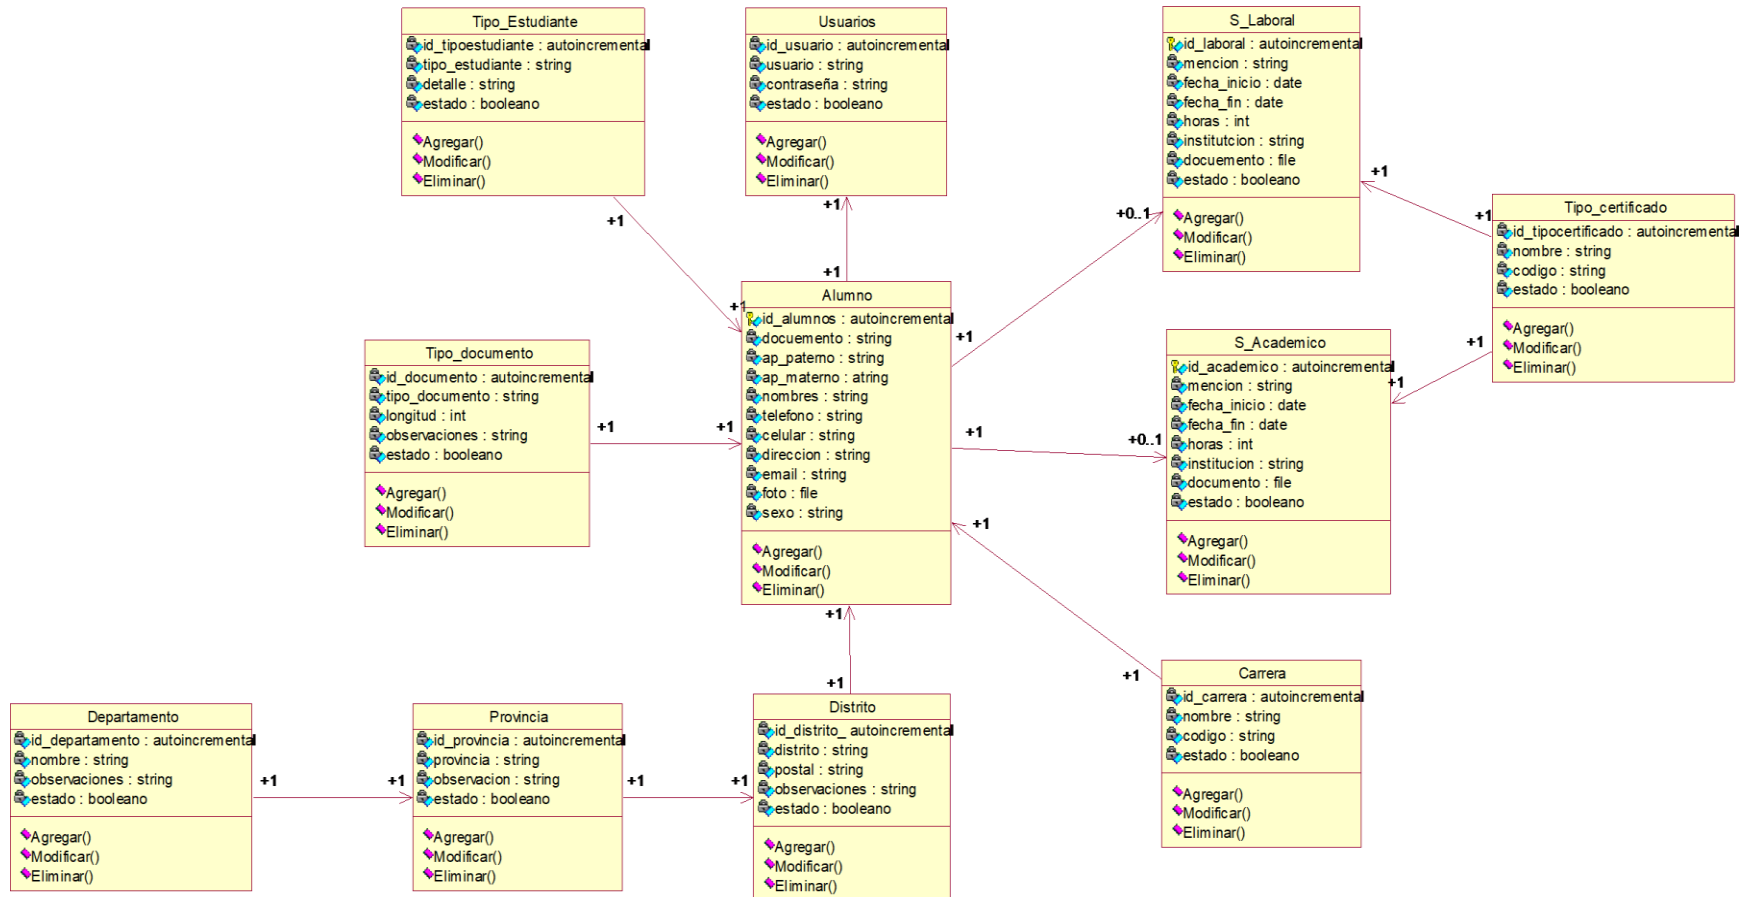 Tipo_Estudiante
id_tipoestudiante : autoincremental
tipo_estudiante : string
detalle : string
estado : booleano
Agregar()
Modificar()
Eliminar()
+1
+1
Usuarios
id_usuario : autoincremental
usuario : string
contraseña : string
estado : booleano
Agregar()
Modificar()
Eliminar()
+1
+1
S_Laboral
id_laboral : autoincremental
mencion : string
fecha_inicio : date
fecha_fin : date
horas : int
institutcion : string
docuemento : file
estado : booleano
Agregar()
Modificar()
Eliminar()
+0..1
+1
+1
+1
Tipo_certificado
id_tipocertificado : autoincremental
nombre : string
codigo : string
estado : booleano
Agregar()
Modificar()
Eliminar()
+1
+1
Tipo_documento
id_documento : autoincremental
tipo_documento : string
longitud : int
observaciones : string
estado : booleano
Agregar()
Modificar()
Eliminar()
+1
+1
Alumno
id_alumnos : autoincremental
docuemento : string
ap_paterno : string
ap_materno : atring
nombres : string
telefono : string
celular : string
direccion : string
email : string
foto : file
sexo : string
Agregar()
Modificar()
Eliminar()
+1
+0..1
S_Academico
id_academico : autoincremental
mencion : string
fecha_inicio : date
fecha_fin : date
horas : int
institucion : string
documento : file
estado : booleano
Agregar()
Modificar()
Eliminar()
+1
+1
+1
+1
Departamento
id_departamento : autoincremental
nombre : string
observaciones : string
estado : booleano
Agregar()
Modificar()
Eliminar()
+1
+1
Provincia
id_provincia : autoincremental
provincia : string
observacion : string
estado : booleano
Agregar()
Modificar()
Eliminar()
+1
+1
Distrito
id_distrito_ autoincremental
distrito : string
postal : string
observaciones : string
estado : booleano
Agregar()
Modificar()
Eliminar()
Carrera
id_carrera : autoincremental
nombre : string
codigo : string
estado : booleano
Agregar()
Modificar()
Eliminar()